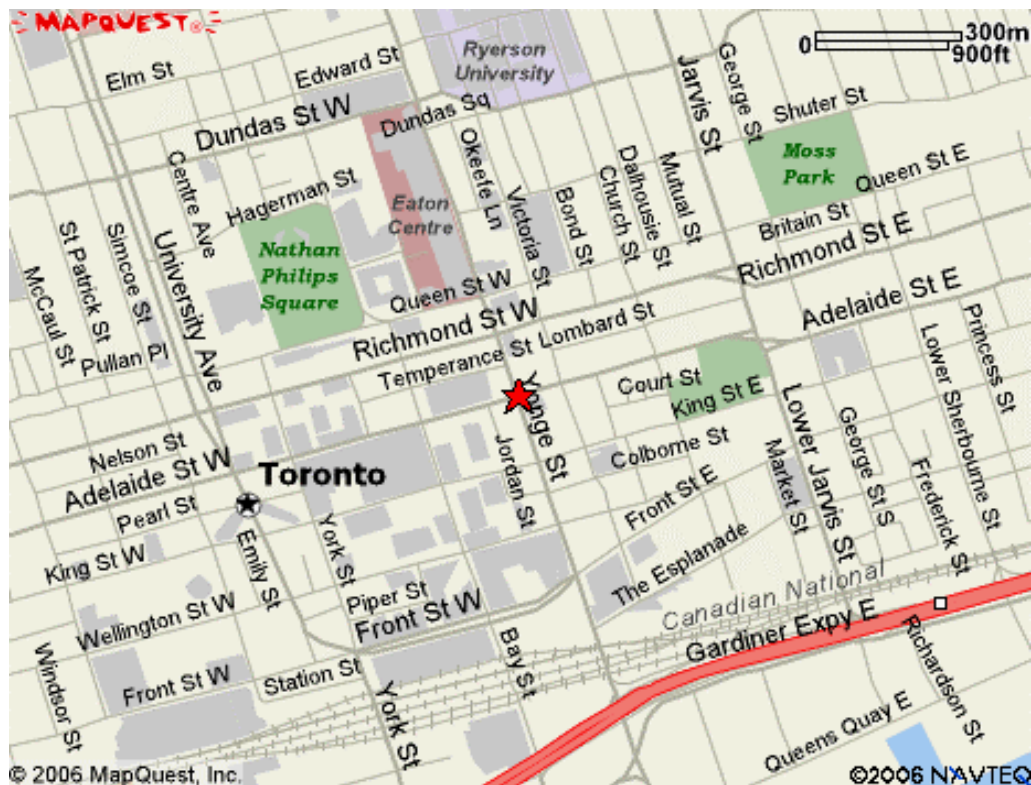 MAPQUEST®
0 300m
900ft
Ryerson
University
Elm St
Edward St
Dundas St W
Dundas Sq
Jarvis St
George St
Shuter St
Moss
Park
Queen St E
Britain St
Richmond St E
Adelaide St E
Centre Ave
Hagerman St
Eaton
Centre
Okeefe Ln
Victoria St
Bond St
Church St
Dalhousie St
Mutual St
Nathan
Philips
Square
McCaul St
St Patrick St
Simcoe St
Pullan Pl
University Ave
Queen St W
Richmond St W
Temperance St
Lombard St
Court St
King St E
Lower Sherbourne St
Princess St
Nelson St
Adelaide St W
Toronto
Yonge St
Jordan St
Colborne St
Front St E
Market St
Lower Jarvis St
George St S
Frederick St
Pearl St
King St W
Emily St
York St
Piper St
Front St W
The Esplanade
Canadian National
Gardiner Expy E
Wellington St W
Windsor St
Front St W
Station St
York St
Bay St
Richardson St
Queens Quay E
© 2006 MapQuest, Inc.
©2006 NAVTEQ